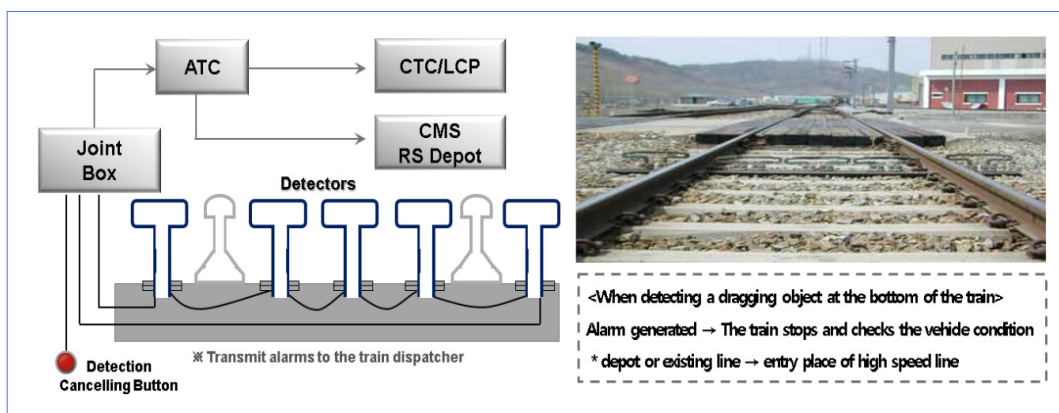 ATC
CTC/LCP
CMS
RS Depot
Joint
Box
Detectors
※ Transmit alarms to the train dispatcher
Detection
Cancelling Button
<When detecting a dragging object at the bottom of the train>
Alarm generated → The train stops and checks the vehicle condition
* depot or existing line → entry place of high speed line